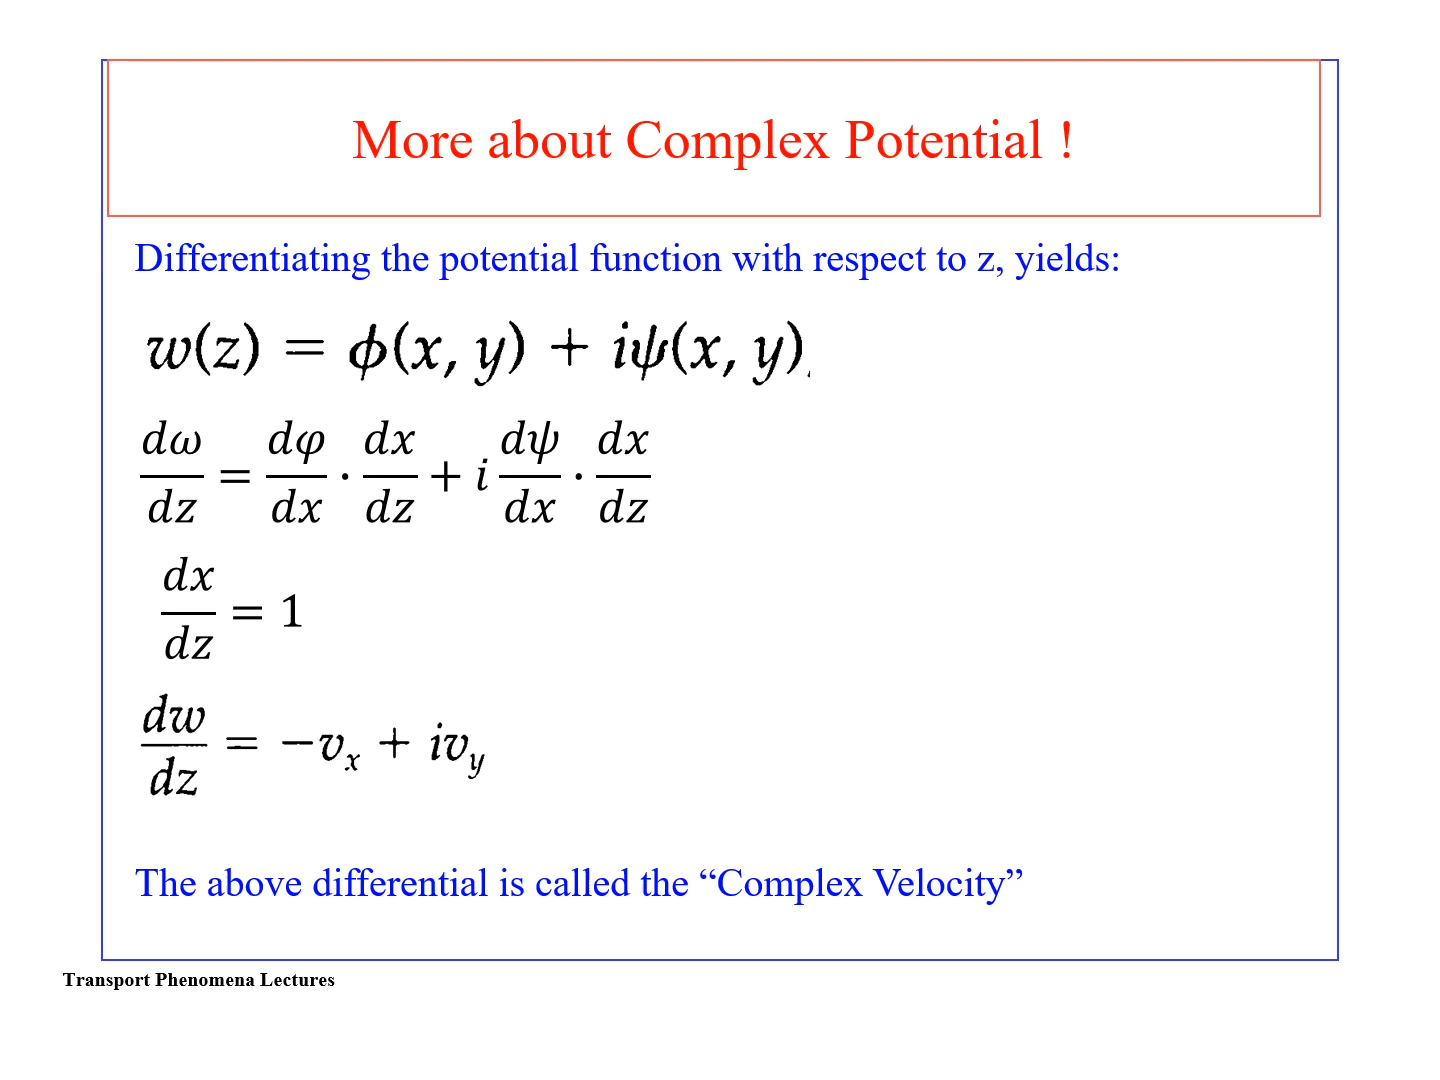 More about Complex Potential !
Differentiating the potential function with respect to z, yields:
w(z) = ϕ(x, y) + iψ(x, y),
dω/dz = dφ/dx · dx/dz + i dψ/dx · dx/dz
dx/dz = 1
dw/dz = −vₓ + iv_y
The above differential is called the “Complex Velocity”
Transport Phenomena Lectures